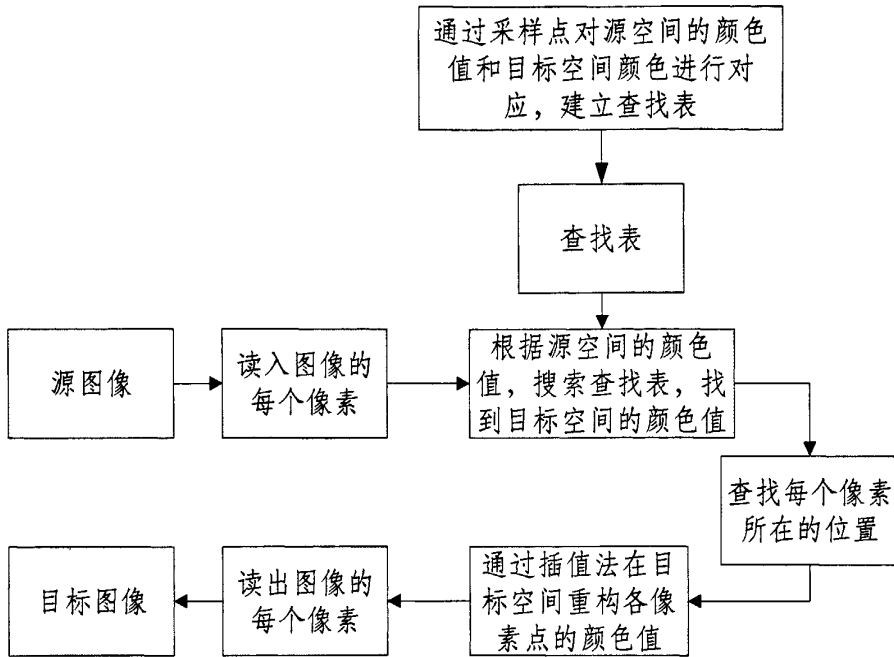 通过采样点对源空间的颜色
值和目标空间颜色进行对
应，建立查找表
查找表
源图像
读入图像的
每个像素
根据源空间的颜色
值，搜索查找表，找
到目标空间的颜色值
查找每个像素
所在的位置
目标图像
读出图像的
每个像素
通过插值法在目
标空间重构各像
素点的颜色值